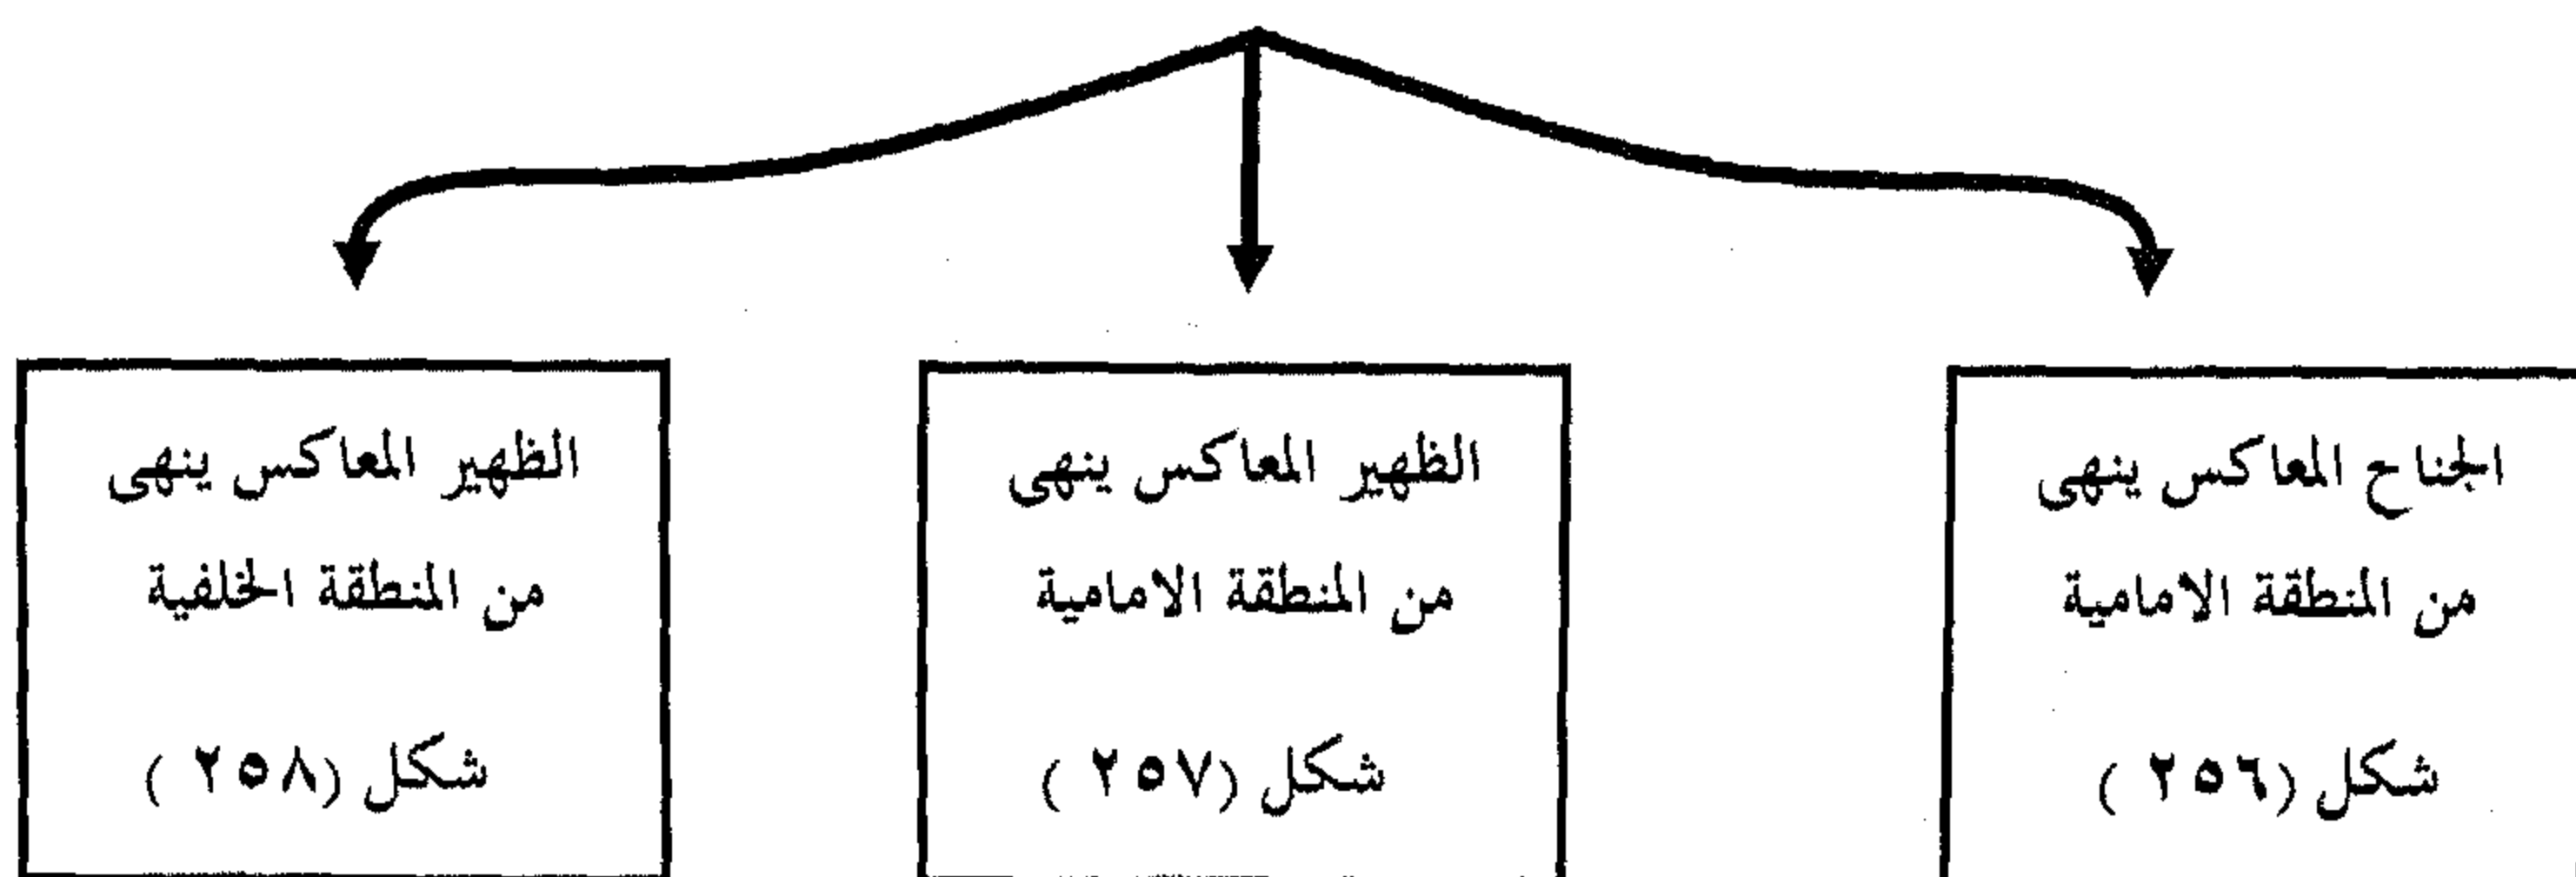 الجناح المعاكس ينهى
من المنطقة الامامية
شكل (٢٥٦ )
الظهير المعاكس ينهى
من المنطقة الامامية
شكل (٢٥٧ )
الظهير المعاكس ينهى
من المنطقة الخلفية
شكل (٢٥٨ )